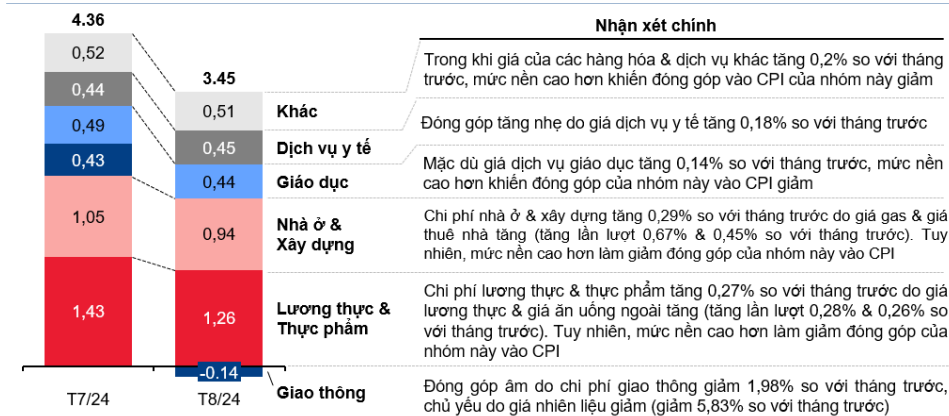 4.36
0,52
0,44
0,49
0,43
1,05
1,43
T7/24
3.45
0,51
0,45
0,44
0,94
1,26
-0.14
T8/24
Khác
Dịch vụ y tế
Giáo dục
Nhà ở &
Xây dựng
Lương thực &
Thực phẩm
Giao thông
Nhận xét chính
Trong khi giá của các hàng hóa & dịch vụ khác tăng 0,2% so với tháng
trước, mức nền cao hơn khiến đóng góp vào CPI của nhóm này giảm
Đóng góp tăng nhẹ do giá dịch vụ y tế tăng 0,18% so với tháng trước
Mặc dù giá dịch vụ giáo dục tăng 0,14% so với tháng trước, mức nền
cao hơn khiến đóng góp của nhóm này vào CPI giảm
Chi phí nhà ở & xây dựng tăng 0,29% so với tháng trước do giá gas & giá
thuê nhà tăng (tăng lần lượt 0,67% & 0,45% so với tháng trước). Tuy
nhiên, mức nền cao hơn làm giảm đóng góp của nhóm này vào CPI
Chi phí lương thực & thực phẩm tăng 0,27% so với tháng trước do giá
lương thực & giá ăn uống ngoài tăng (tăng lần lượt 0,28% & 0,26% so
với tháng trước). Tuy nhiên, mức nền cao hơn làm giảm đóng góp của
nhóm này vào CPI
Đóng góp âm do chi phí giao thông giảm 1,98% so với tháng trước,
chủ yếu do giá nhiên liệu giảm (giảm 5,83% so với tháng trước)